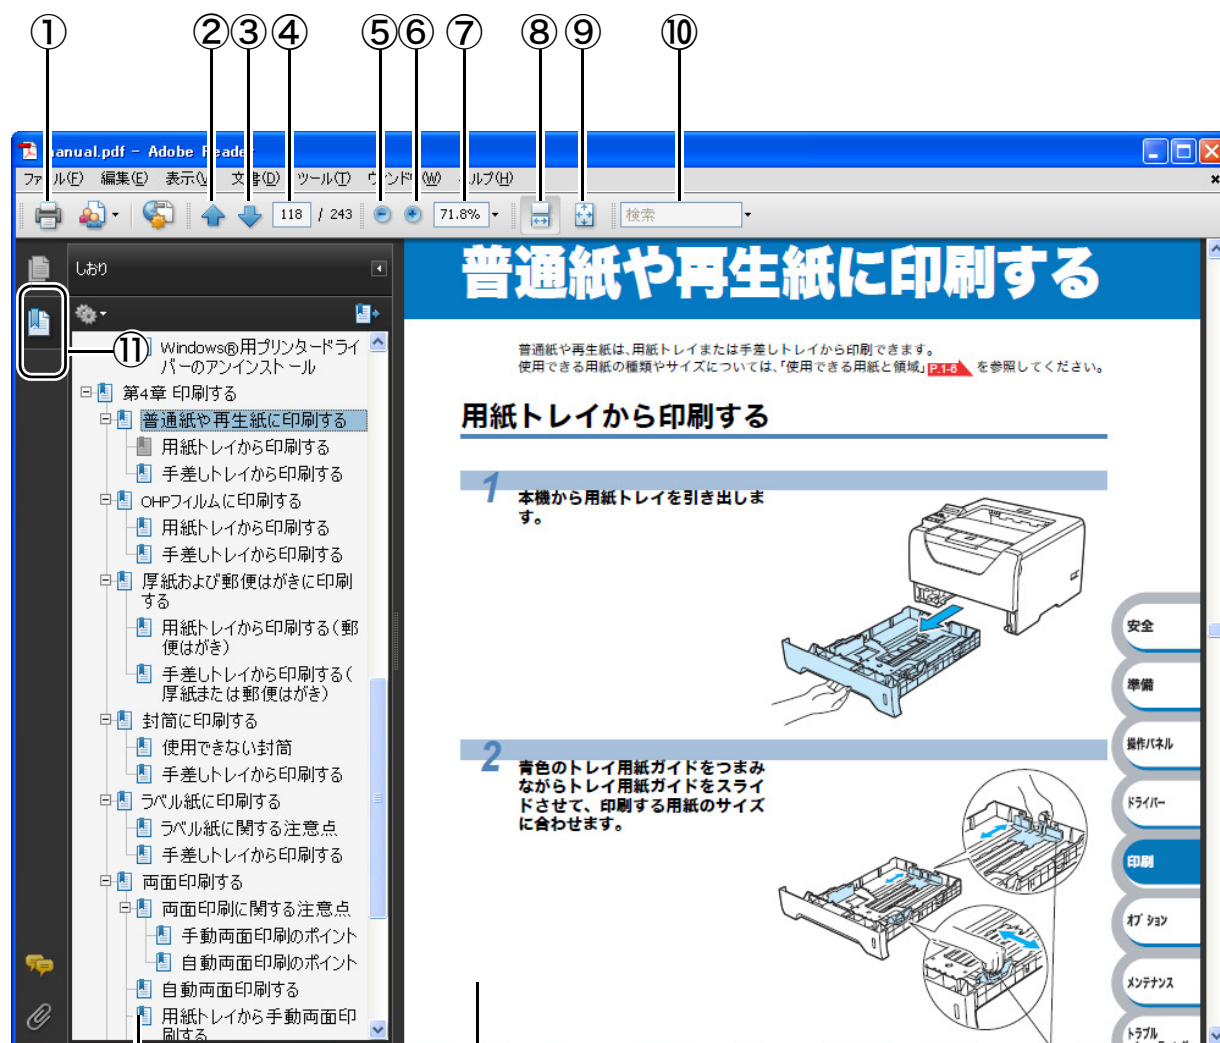 ① ② ③ ④ ⑤ ⑥ ⑦ ⑧ ⑨ ⑩
manual.pdf - Adobe Reader
ファイル(F) 編集(E) 表示(V) 文書(D) ツール(T) ウィンドウ(W) ヘルプ(H)
118 / 243 71.8% 検索
しおり
⑪
Windows®用プリンタードライ
バーのアンインストール
第4章 印刷する
普通紙や再生紙に印刷する
用紙トレイから印刷する
手差しトレイから印刷する
OHPフィルムに印刷する
用紙トレイから印刷する
手差しトレイから印刷する
厚紙および郵便はがきに印刷
する
用紙トレイから印刷する(郵
便はがき)
手差しトレイから印刷する(
厚紙または郵便はがき)
封筒に印刷する
使用できない封筒
手差しトレイから印刷する
ラベル紙に印刷する
ラベル紙に関する注意点
手差しトレイから印刷する
両面印刷する
両面印刷に関する注意点
手動両面印刷のポイント
自動両面印刷のポイント
自動両面印刷する
用紙トレイから手動両面印
刷する
普通紙や再生紙に印刷する
普通紙や再生紙は、用紙トレイまたは手差しトレイから印刷できます。
使用できる用紙の種類やサイズについては、「使用できる用紙と領域」P.1-6 を参照してください。
用紙トレイから印刷する
1
本機から用紙トレイを引き出しま
す。
2
青色のトレイ用紙ガイドをつまみ
ながらトレイ用紙ガイドをスライ
ドさせて、印刷する用紙のサイズ
に合わせます。
安全
準備
操作パネル
ドライバー
印刷
オプション
メンテナンス
トラブル